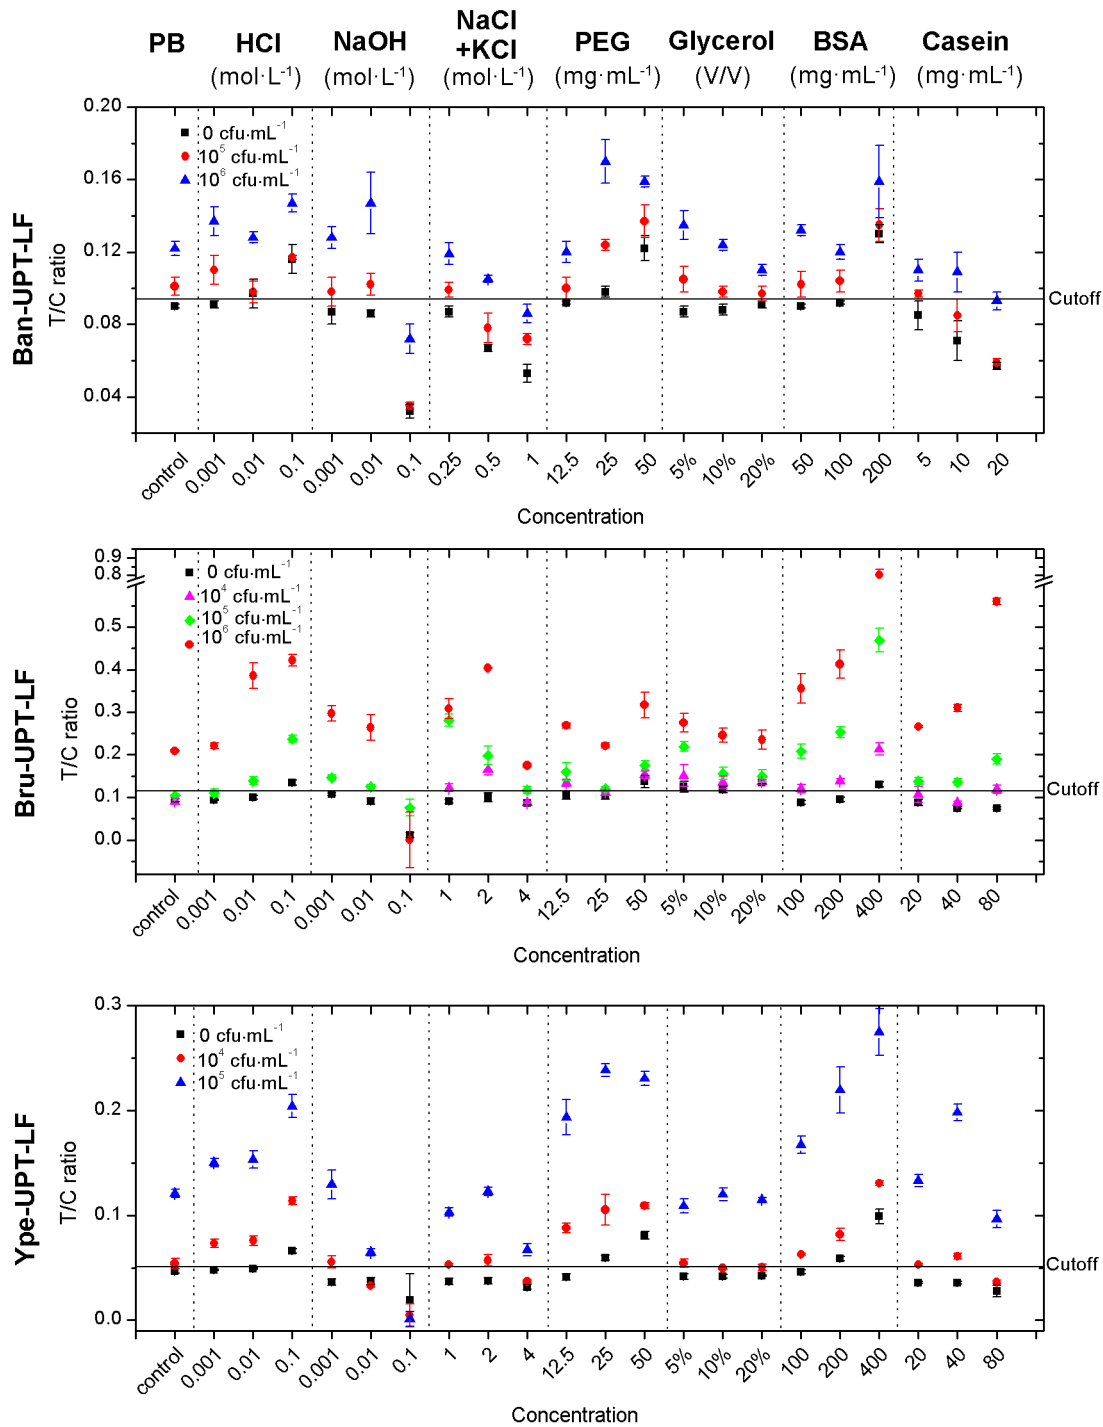 PB HCl NaOH NaCl +KCl PEG Glycerol BSA Casein
(mol·L⁻¹) (mol·L⁻¹) (mol·L⁻¹) (mg·mL⁻¹) (V/V) (mg·mL⁻¹) (mg·mL⁻¹)
Ban-UPT-LF
T/C ratio
0.20
0.16
0.12
0.08
0.04
0 cfu·mL⁻¹
10⁵ cfu·mL⁻¹
10⁶ cfu·mL⁻¹
Cutoff
control 0.001 0.01 0.1 0.001 0.01 0.1 0.25 0.5 1 12.5 25 50 5% 10% 20% 50 100 200 5 10 20
Concentration
Bru-UPT-LF
T/C ratio
0.9
0.8
0.5
0.4
0.3
0.2
0.1
0.0
0 cfu·mL⁻¹
10⁴ cfu·mL⁻¹
10⁵ cfu·mL⁻¹
10⁶ cfu·mL⁻¹
Cutoff
control 0.001 0.01 0.1 0.001 0.01 0.1 1 2 4 12.5 25 50 5% 10% 20% 100 200 400 20 40 80
Concentration
Ype-UPT-LF
T/C ratio
0.3
0.2
0.1
0.0
0 cfu·mL⁻¹
10⁴ cfu·mL⁻¹
10⁵ cfu·mL⁻¹
Cutoff
control 0.001 0.01 0.1 0.001 0.01 0.1 1 2 4 12.5 25 50 5% 10% 20% 100 200 400 20 40 80
Concentration